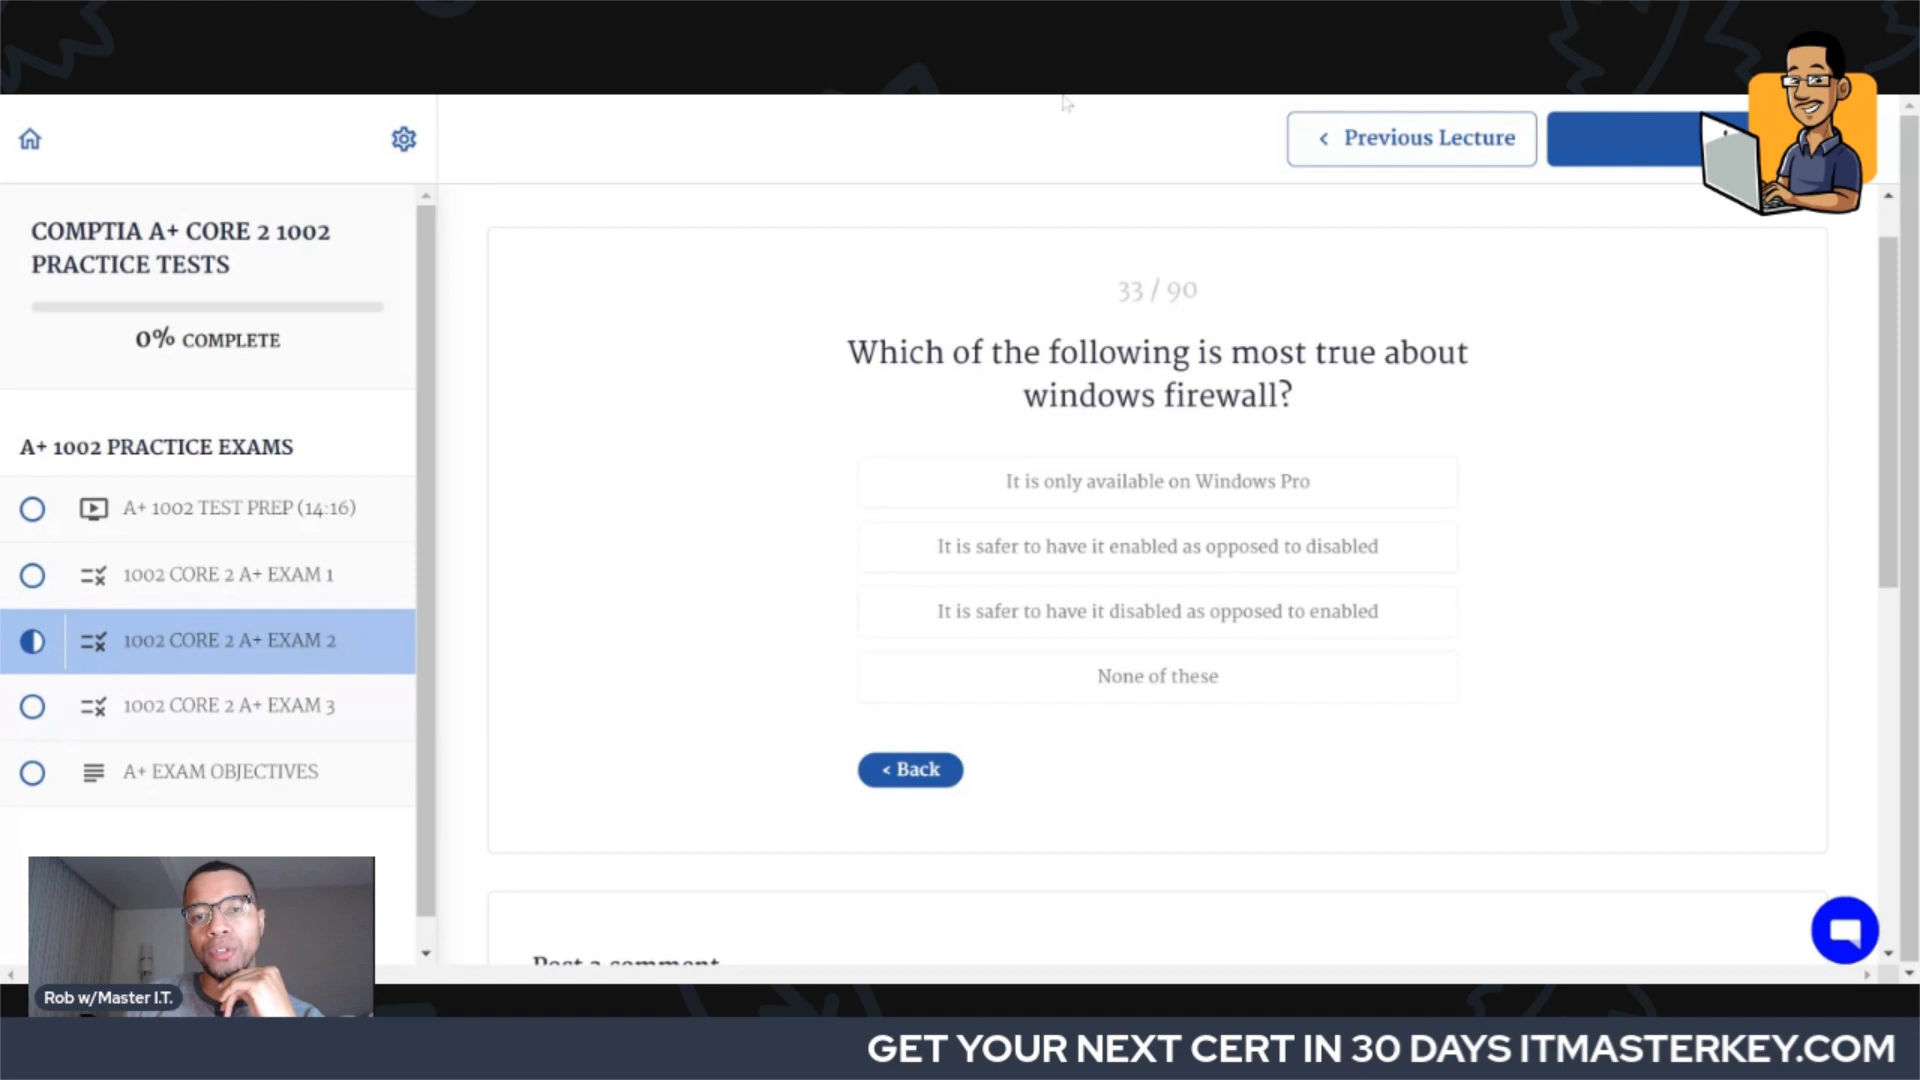 Previous Lecture
COMPTIA A+ CORE 2 1002
PRACTICE TESTS
0% COMPLETE
A+ 1002 PRACTICE EXAMS
A+ 1002 TEST PREP (14:16)
1002 CORE 2 A+ EXAM 1
1002 CORE 2 A+ EXAM 2
1002 CORE 2 A+ EXAM 3
A+ EXAM OBJECTIVES
33 / 90
Which of the following is most true about
windows firewall?
It is only available on Windows Pro
It is safer to have it enabled as opposed to disabled
It is safer to have it disabled as opposed to enabled
None of these
< Back
Post a comment
Rob w/Master I.T.
GET YOUR NEXT CERT IN 30 DAYS ITMASTERKEY.COM